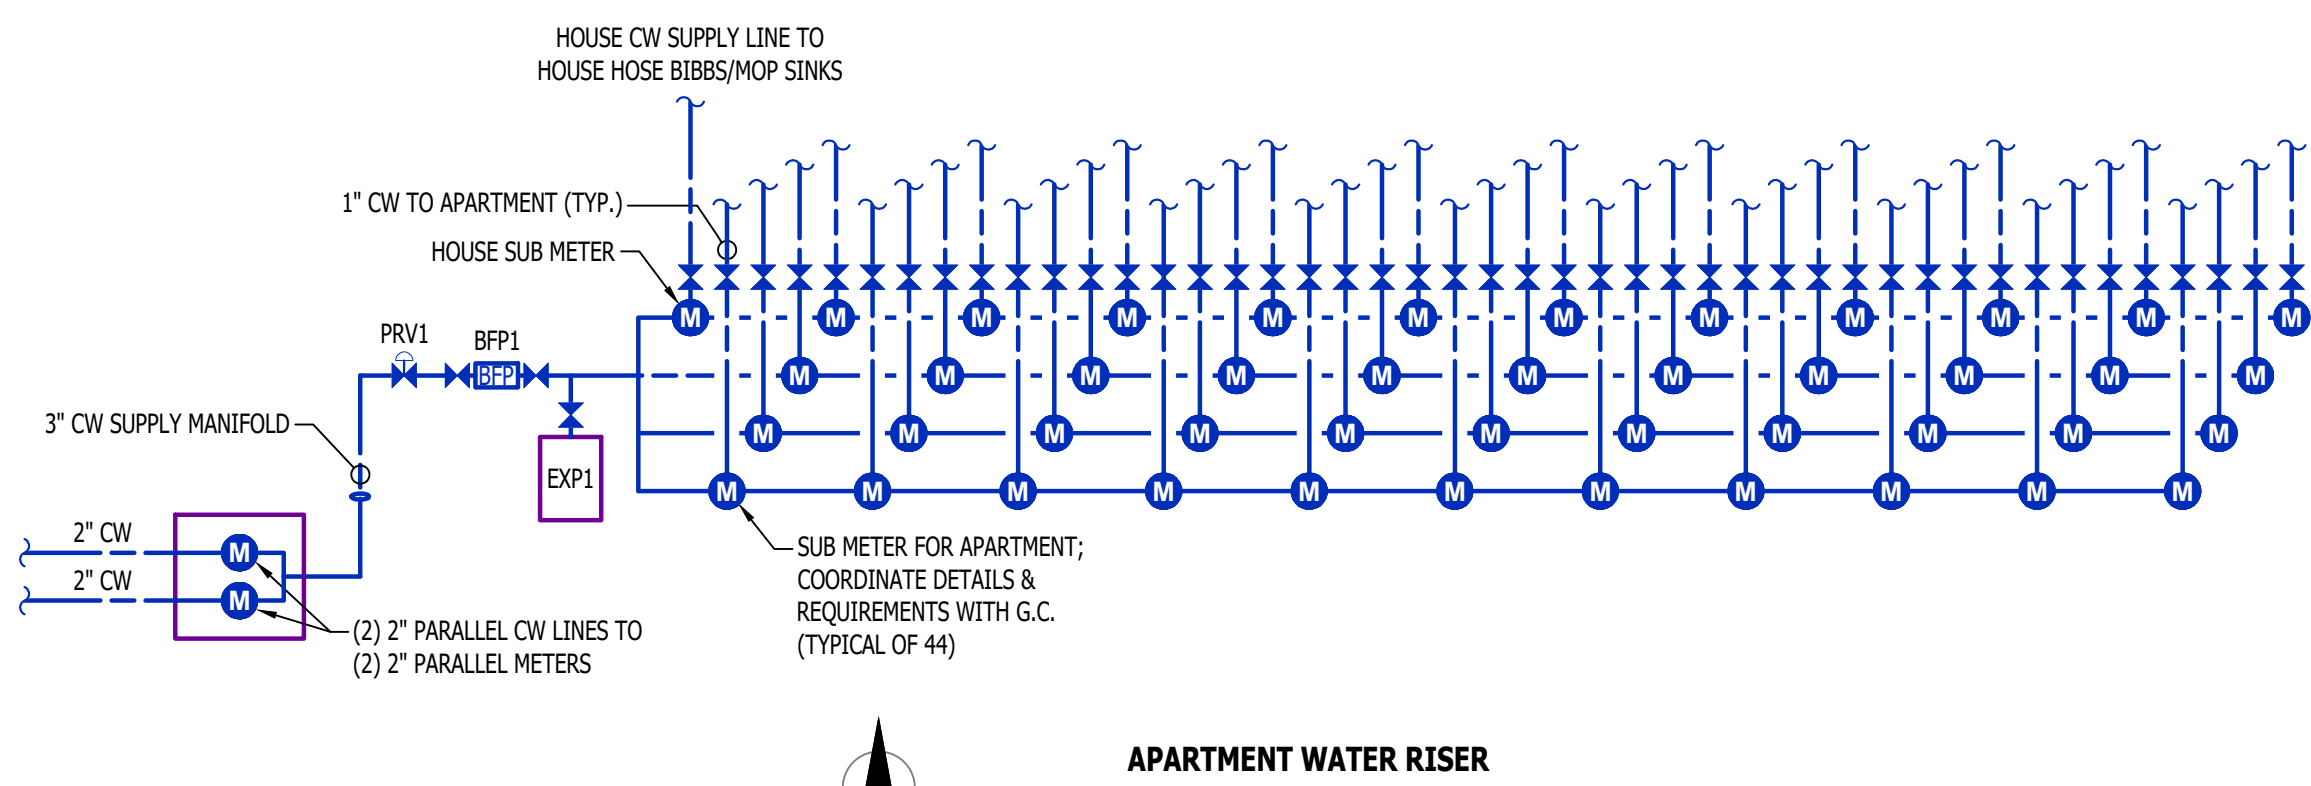 HOUSE CW SUPPLY LINE TO
HOUSE HOSE BIBBS/MOP SINKS
1" CW TO APARTMENT (TYP.)
HOUSE SUB METER
M M M M M M M M M M M M
PRV1
BFP1
BFP
M M M M M M M M M M M
3" CW SUPPLY MANIFOLD
M M M M M M M M M M M
EXP1
M M M M M M M M M M M
2" CW
M
2" CW
M
SUB METER FOR APARTMENT;
COORDINATE DETAILS &
REQUIREMENTS WITH G.C.
(TYPICAL OF 44)
(2) 2" PARALLEL CW LINES TO
(2) 2" PARALLEL METERS
APARTMENT WATER RISER